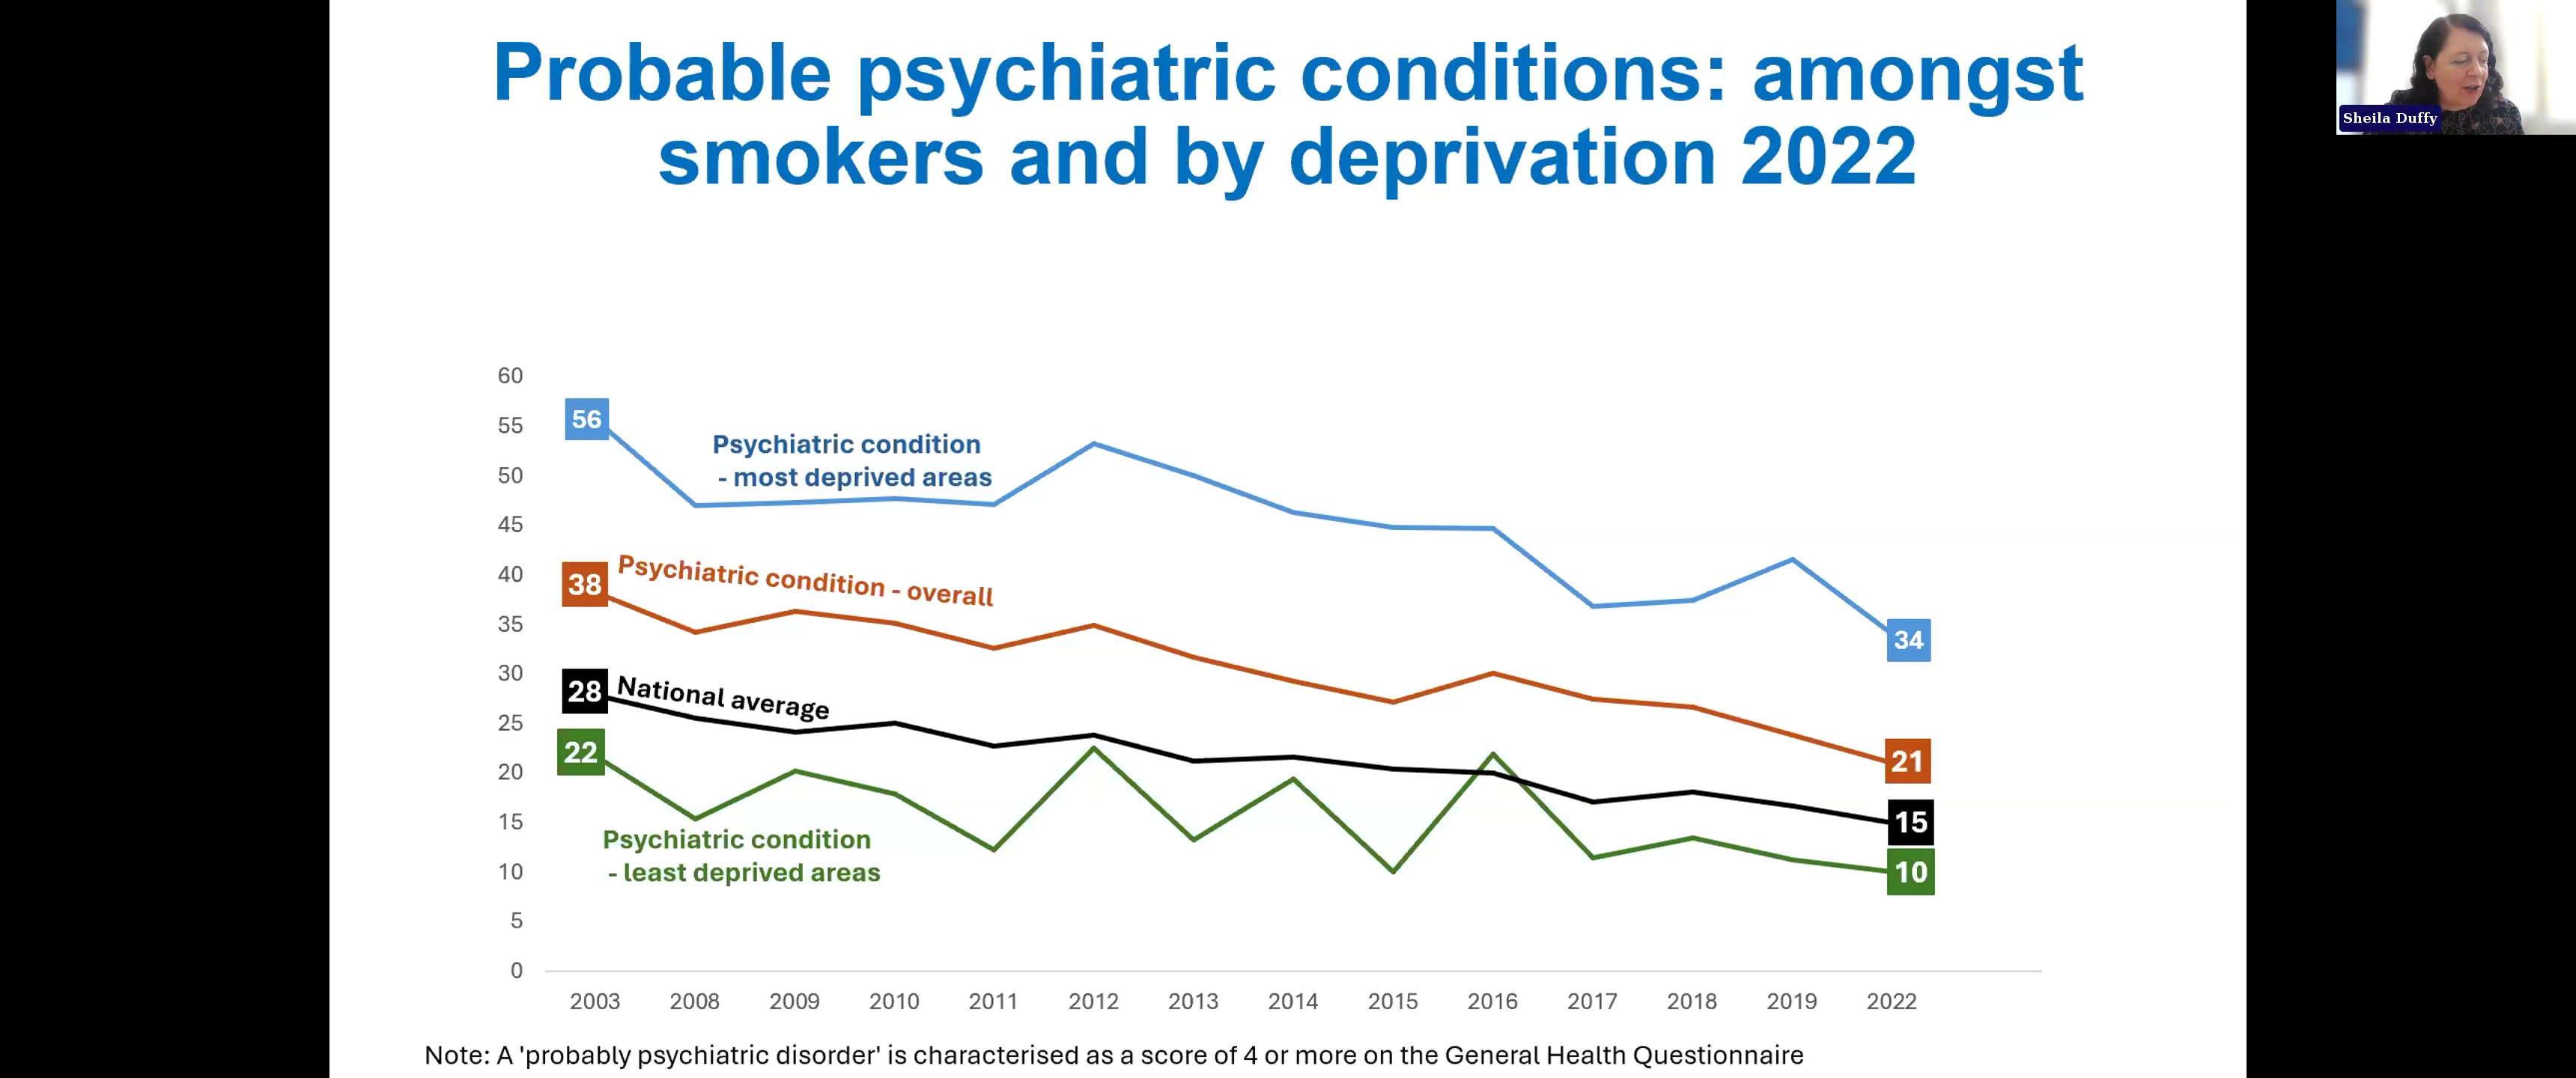 Probable psychiatric conditions: amongst
smokers and by deprivation 2022
Sheila Duffy
60
55
50
45
40
35
30
25
20
15
10
5
0
56
Psychiatric condition
- most deprived areas
38
Psychiatric condition - overall
28
National average
22
Psychiatric condition
- least deprived areas
34
21
15
10
2003 2008 2009 2010 2011 2012 2013 2014 2015 2016 2017 2018 2019 2022
Note: A 'probably psychiatric disorder' is characterised as a score of 4 or more on the General Health Questionnaire